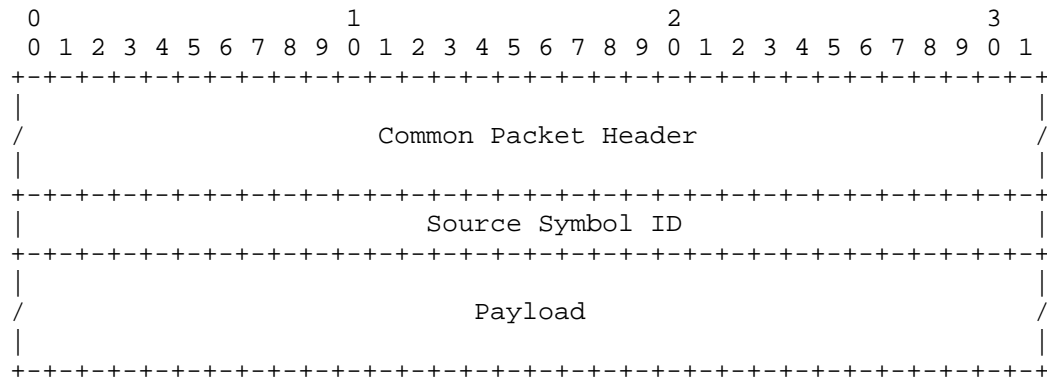 0                   1                   2                   3
 0 1 2 3 4 5 6 7 8 9 0 1 2 3 4 5 6 7 8 9 0 1 2 3 4 5 6 7 8 9 0 1
+-+-+-+-+-+-+-+-+-+-+-+-+-+-+-+-+-+-+-+-+-+-+-+-+-+-+-+-+-+-+-+-+
|                                                               |
/                     Common Packet Header                      /
|                                                               |
+-+-+-+-+-+-+-+-+-+-+-+-+-+-+-+-+-+-+-+-+-+-+-+-+-+-+-+-+-+-+-+-+
|                        Source Symbol ID                       |
+-+-+-+-+-+-+-+-+-+-+-+-+-+-+-+-+-+-+-+-+-+-+-+-+-+-+-+-+-+-+-+-+
|                                                               |
/                           Payload                             /
|                                                               |
+-+-+-+-+-+-+-+-+-+-+-+-+-+-+-+-+-+-+-+-+-+-+-+-+-+-+-+-+-+-+-+-+